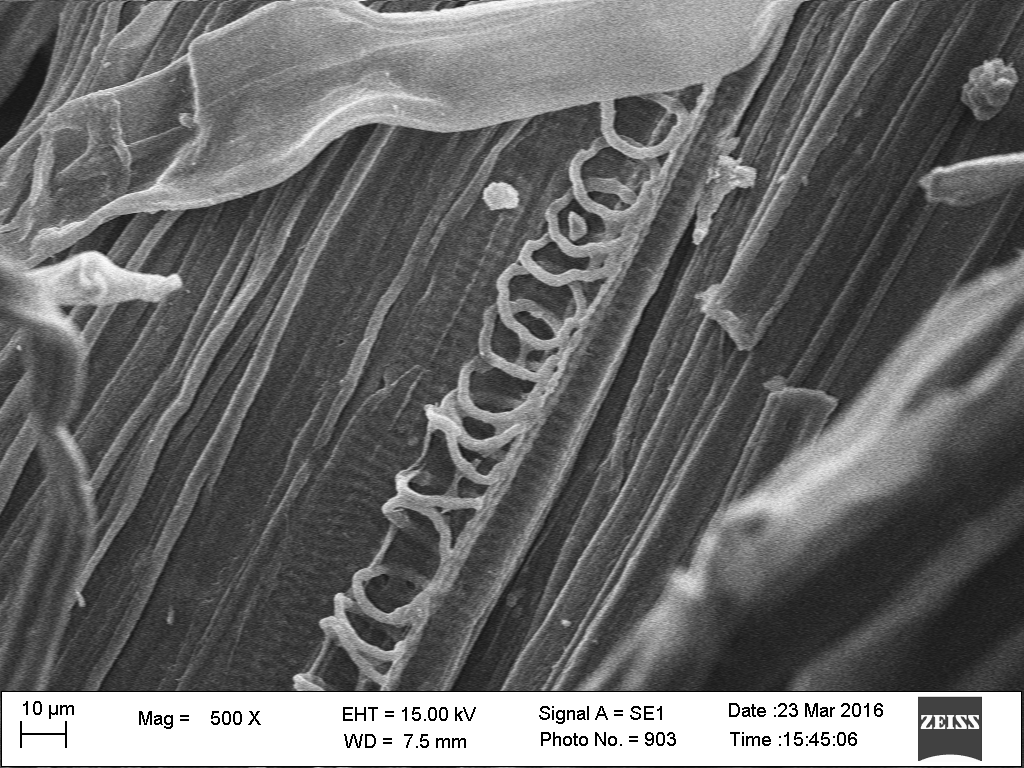 10 µm
Mag = 500 X
EHT = 15.00 kV
WD = 7.5 mm
Signal A = SE1
Photo No. = 903
Date :23 Mar 2016
Time :15:45:06
ZEISS